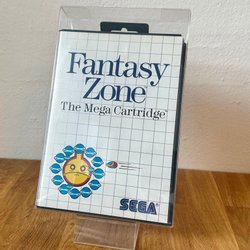 Fantasy
Zone
The Mega Cartridge
SEGA